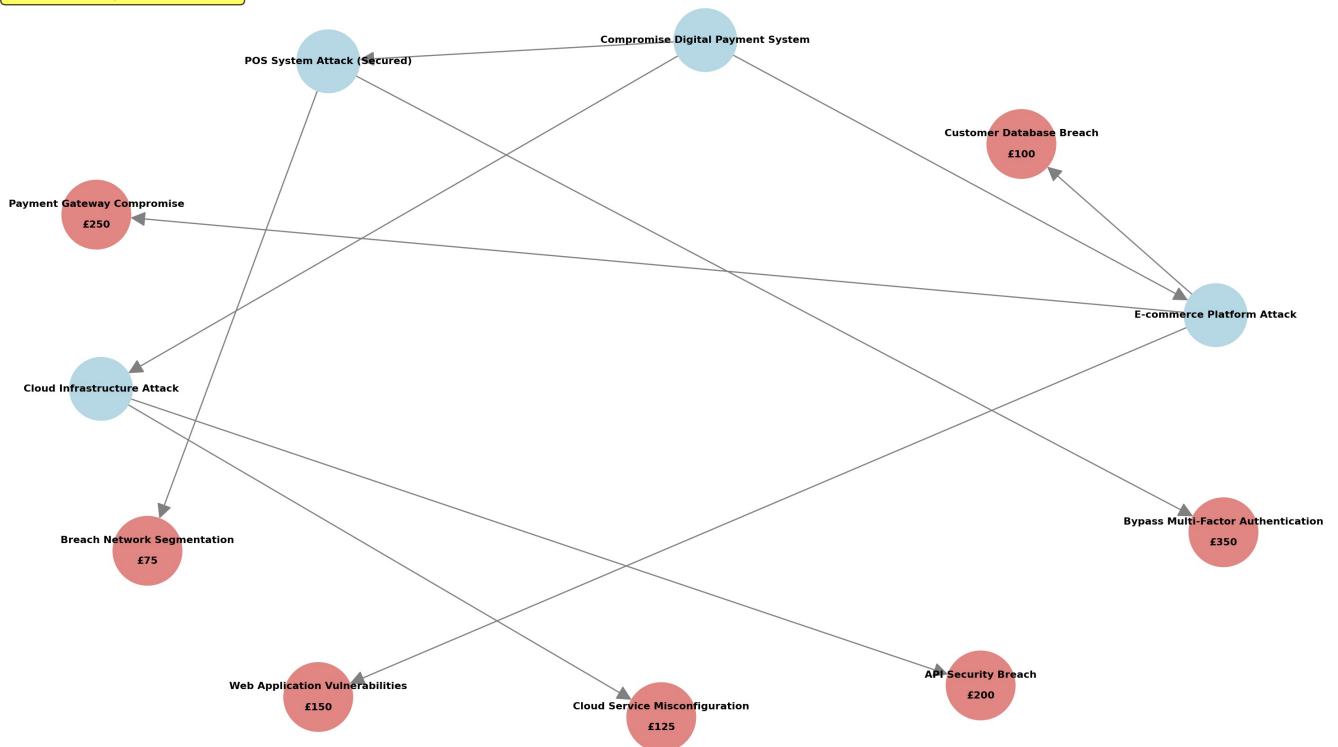 Compromise Digital Payment System
POS System Attack (Secured)
Customer Database Breach
£100
Payment Gateway Compromise
£250
E-commerce Platform Attack
Cloud Infrastructure Attack
Bypass Multi-Factor Authentication
£350
Breach Network Segmentation
£75
API Security Breach
£200
Web Application Vulnerabilities
£150
Cloud Service Misconfiguration
£125